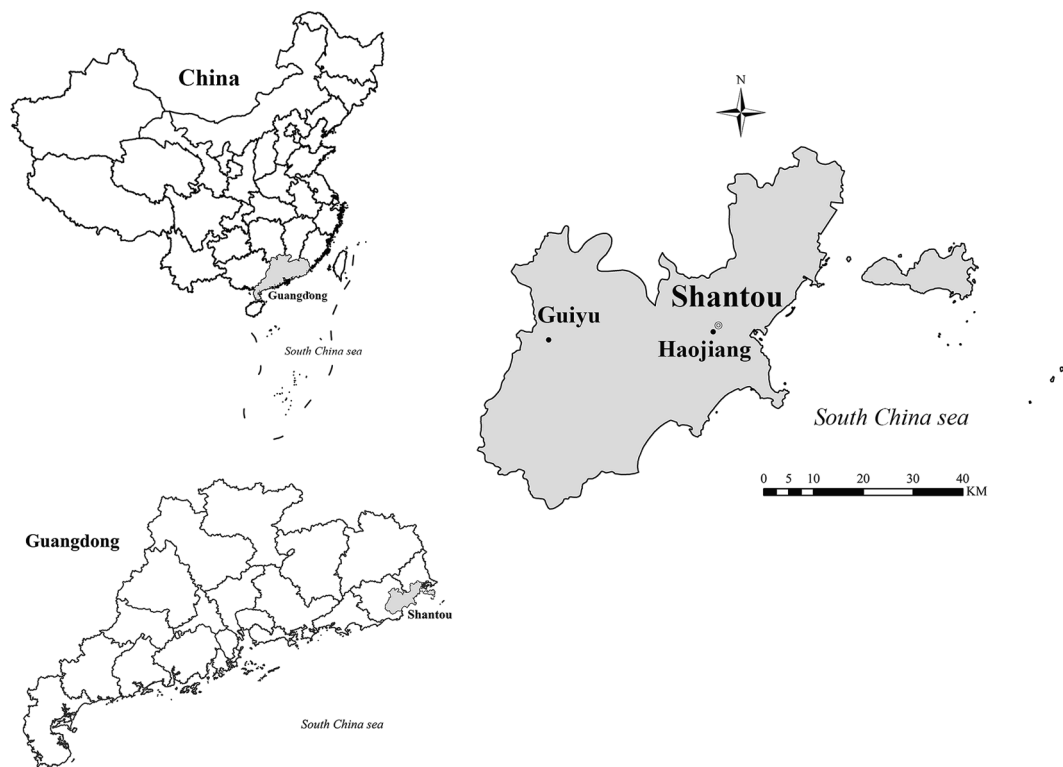 China
Guangdong
South China sea
N
Shantou
Guiyu
Haojiang
South China sea
0 5 10 20 30 40
KM
Guangdong
Shantou
South China sea